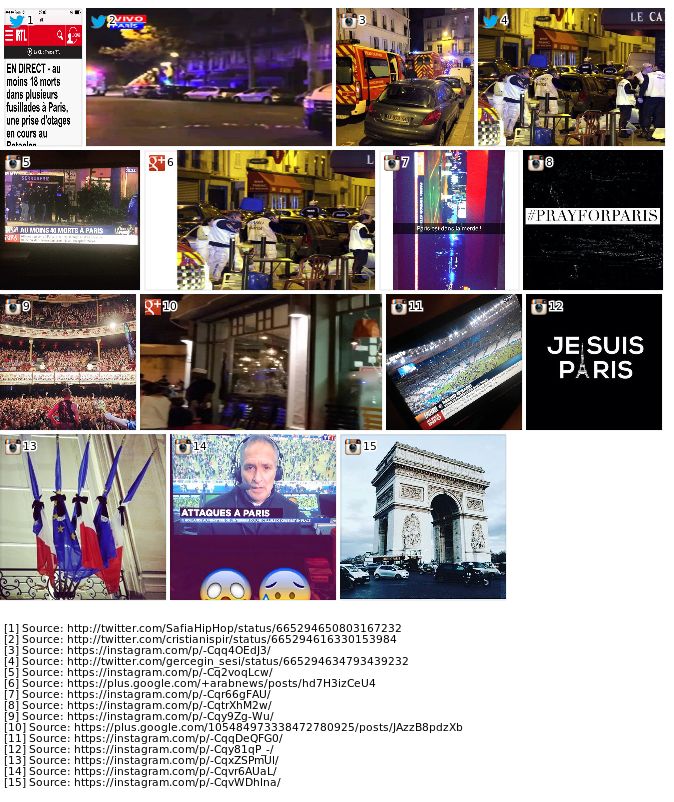 1
2
3
4
RTL
VIVO
PARIS
LE CA
EN DIRECT - au
moins 18 morts
dans plusieurs
fusillades à Paris,
une prise d'otages
en cours au
Bataclan
5
6
7
8
L
AU MOINS 40 MORTS A PARIS
Paris est dans la merde !
#PRAYFORPARIS
9
10
11
12
JE SUIS
PARIS
13
14
15
ATTAQUES À PARIS
[1] Source: http://twitter.com/SafiaHipHop/status/665294650803167232
[2] Source: http://twitter.com/cristianispir/status/665294616330153984
[3] Source: https://instagram.com/p/-Cqq4OEdJ3/
[4] Source: http://twitter.com/gercegin_sesi/status/665294634793439232
[5] Source: https://instagram.com/p/-Cq2voqLcw/
[6] Source: https://plus.google.com/+arabnews/posts/hd7H3izCeU4
[7] Source: https://instagram.com/p/-Cqr66gFAU/
[8] Source: https://instagram.com/p/-CqtrXhM2w/
[9] Source: https://instagram.com/p/-Cqy9Zg-Wu/
[10] Source: https://plus.google.com/105484973338472780925/posts/JAzzB8pdzXb
[11] Source: https://instagram.com/p/-CqqDeQFG0/
[12] Source: https://instagram.com/p/-Cqy81qP_-/
[13] Source: https://instagram.com/p/-CqxZSPmUl/
[14] Source: https://instagram.com/p/-Cqvr6AUaL/
[15] Source: https://instagram.com/p/-CqvWDhlna/